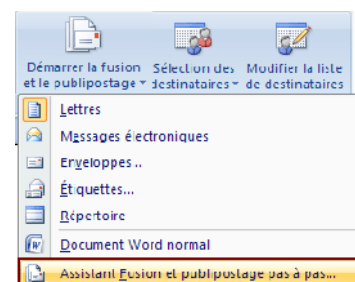 Démarrer la fusion
et le publipostage
Sélection des
destinataires
Modifier la liste
de destinataires
Lettres
Messages électroniques
Enveloppes...
Étiquettes...
Répertoire
Document Word normal
Assistant Fusion et publipostage pas à pas...